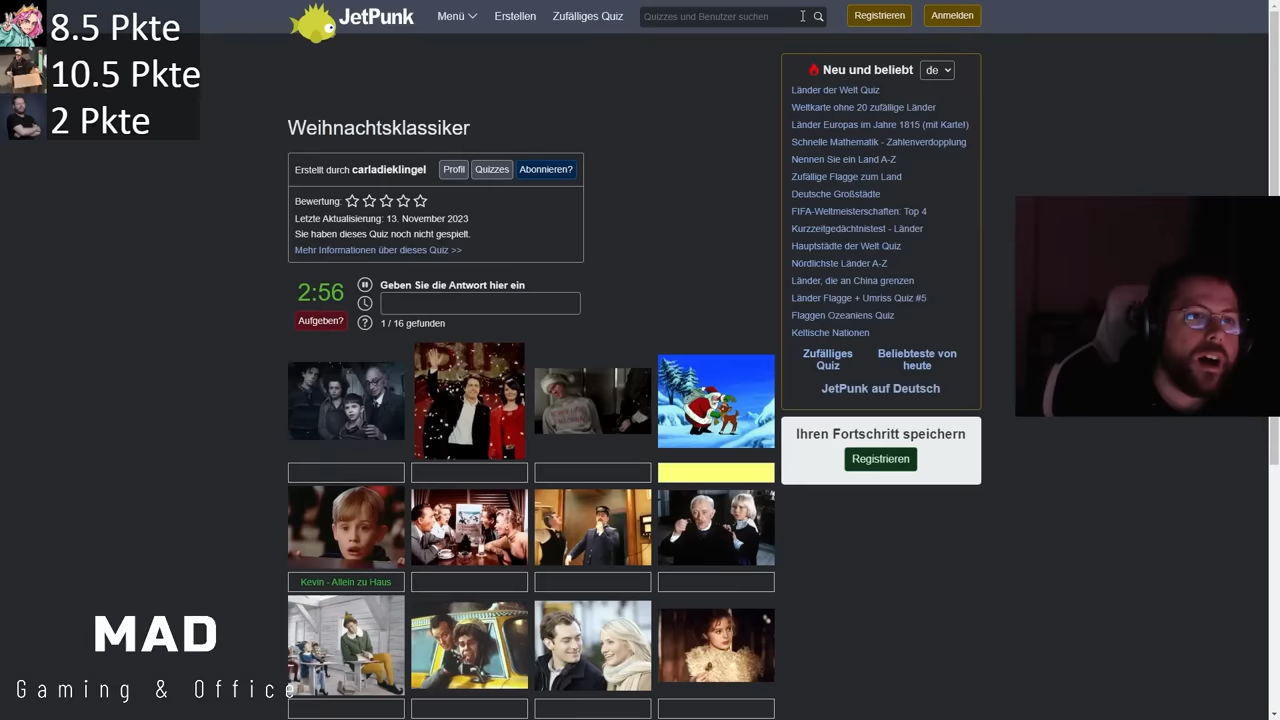 8.5 Pkte
10.5 Pkte
2 Pkte
JetPunk
Menü
Erstellen
Zufälliges Quiz
Quizzes und Benutzer suchen
Registrieren
Anmelden
Weihnachtsklassiker
Erstellt durch carladieklingel
Profil
Quizzes
Abonnieren?
Bewertung:
Letzte Aktualisierung: 13. November 2023
Sie haben dieses Quiz noch nicht gespielt.
Mehr Informationen über dieses Quiz >>
2:56
Aufgeben?
Geben Sie die Antwort hier ein
1 / 16 gefunden
Kevin - Allein zu Haus
Neu und beliebt
de
Länder der Welt Quiz
Weltkarte ohne 20 zufällige Länder
Länder Europas im Jahre 1815 (mit Karte!)
Schnelle Mathematik - Zahlenverdopplung
Nennen Sie ein Land A-Z
Zufällige Flagge zum Land
Deutsche Großstädte
FIFA-Weltmeisterschaften: Top 4
Kurzzeitgedächtnistest - Länder
Hauptstädte der Welt Quiz
Nördlichste Länder A-Z
Länder, die an China grenzen
Länder Flagge + Umriss Quiz #5
Flaggen Ozeaniens Quiz
Keltische Nationen
Zufälliges
Quiz
Beliebteste von
heute
JetPunk auf Deutsch
Ihren Fortschritt speichern
Registrieren
MAD
Gaming & Office